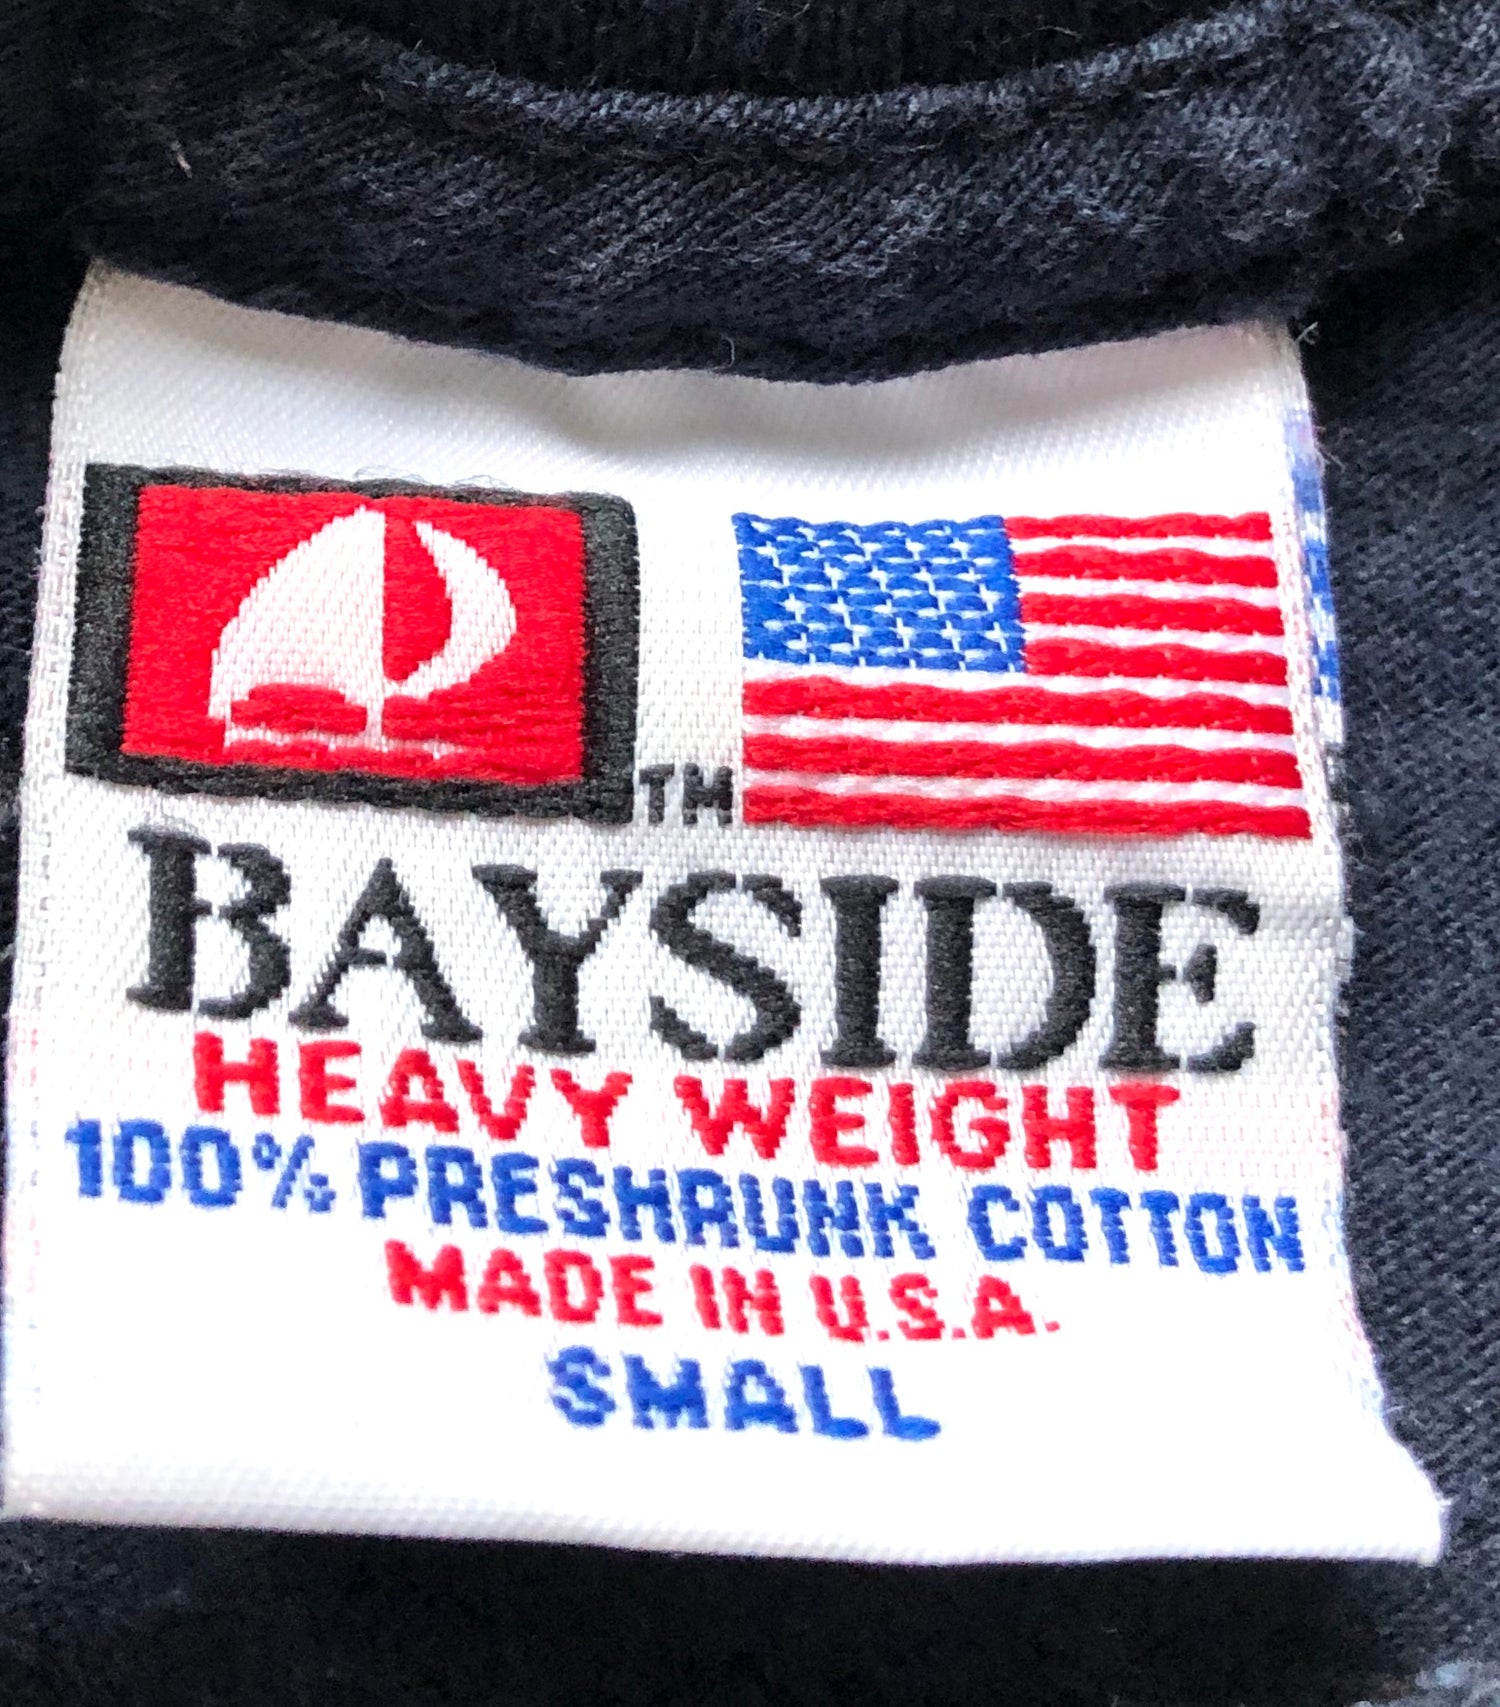 TM
BAYSIDE
HEAVY WEIGHT
100% PRESHRUNK COTTON
MADE IN U.S.A.
SMALL